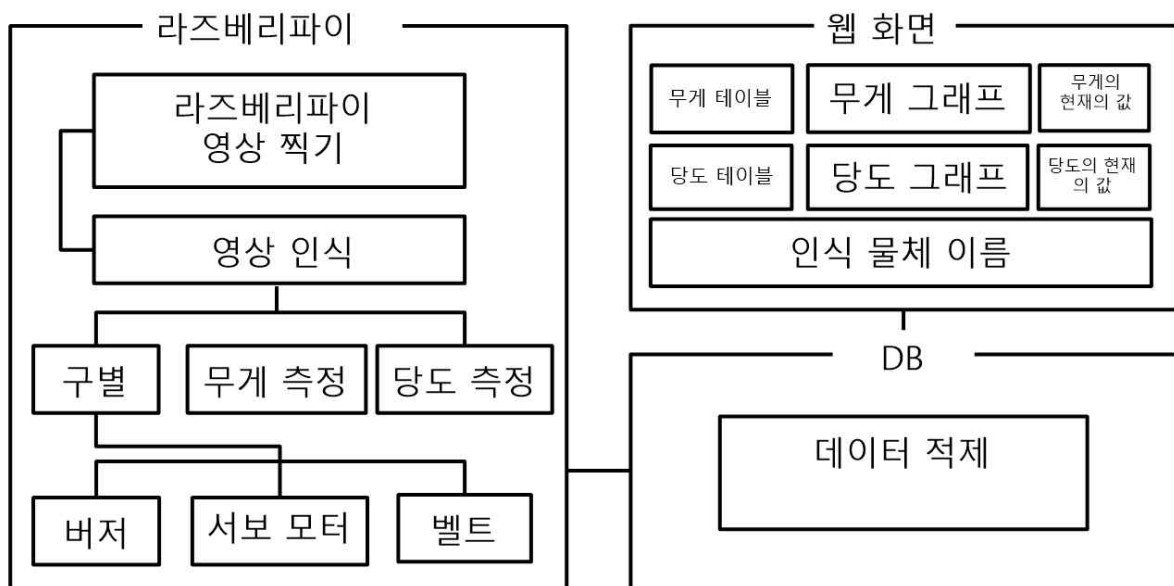 라즈베리파이
라즈베리파이
영상 찍기
영상 인식
구별
무게 측정
당도 측정
버저
서보 모터
벨트
웹 화면
무게 테이블
무게 그래프
무게의
현재의 값
당도 테이블
당도 그래프
당도의 현재
의 값
인식 물체 이름
DB
데이터 적제